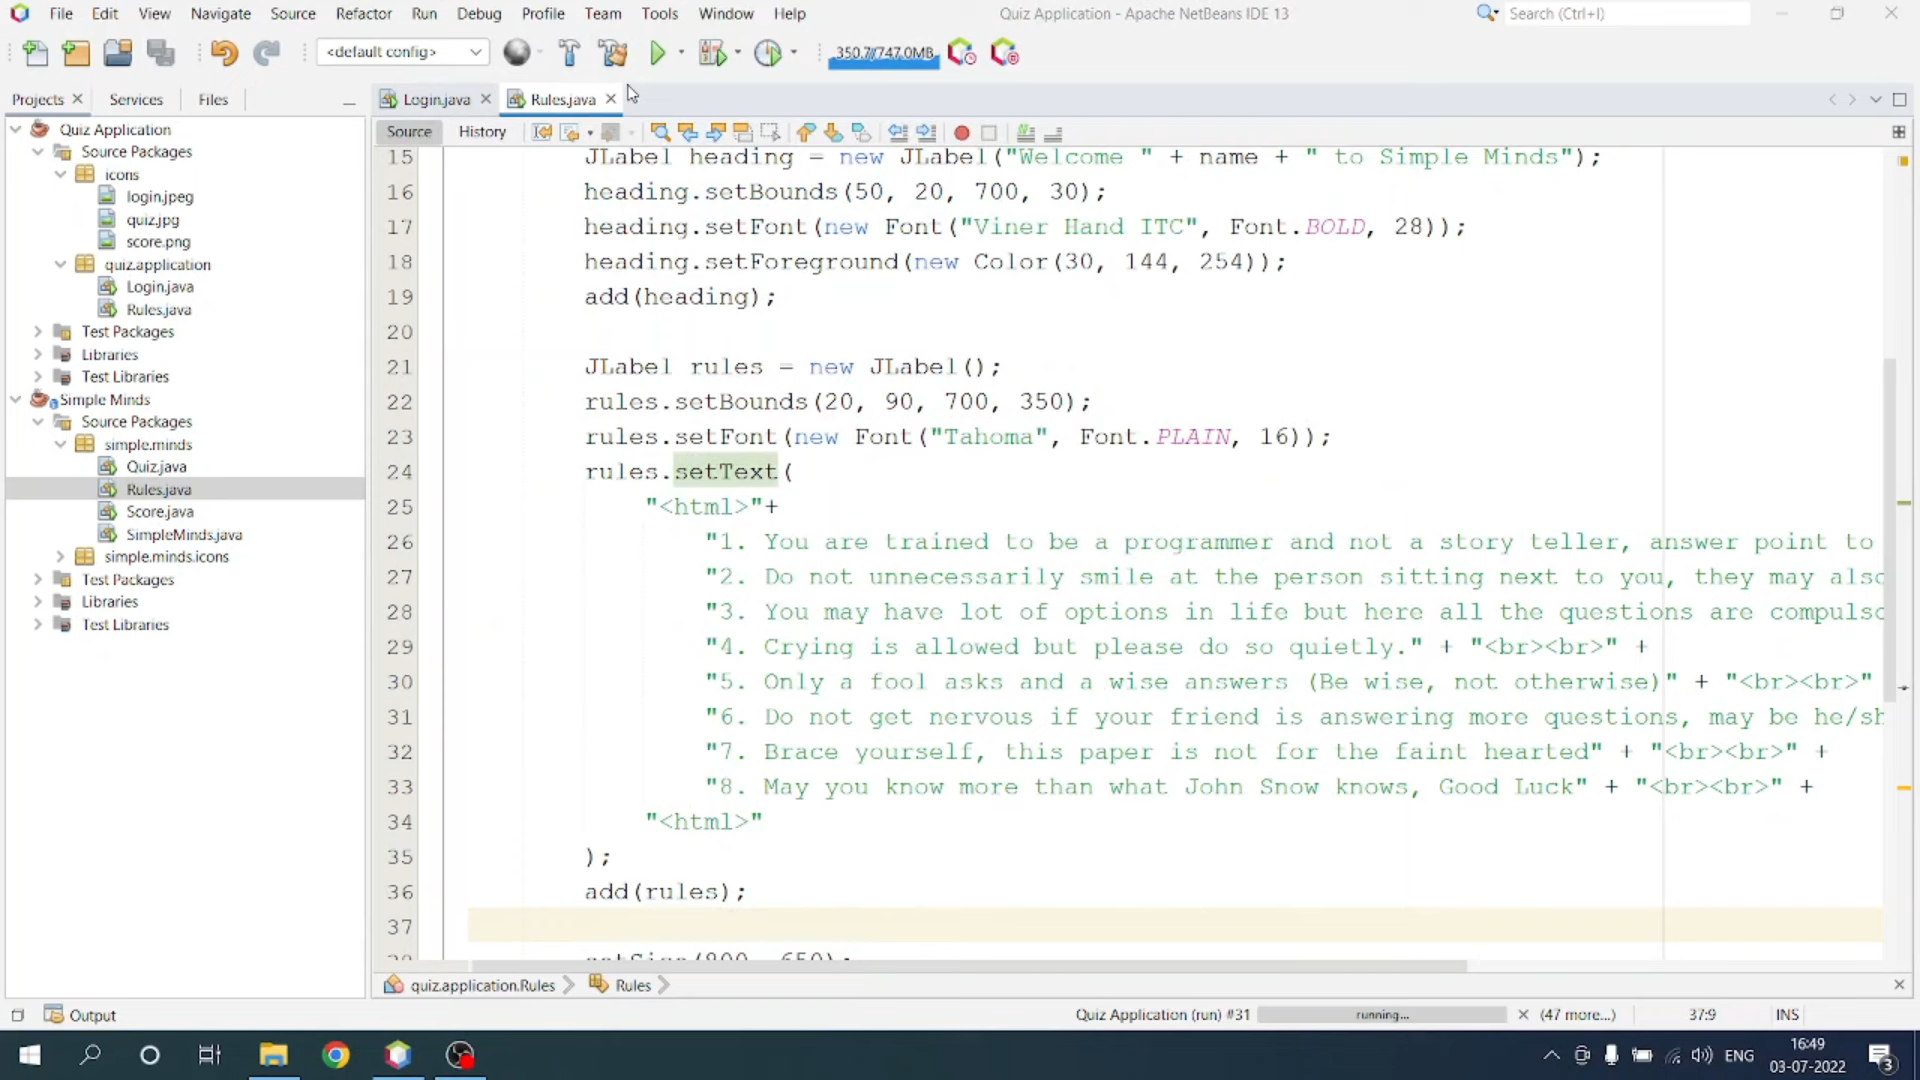 File Edit View Navigate Source Refactor Run Debug Profile Team Tools Window Help
Quiz Application - Apache NetBeans IDE 13
Search (Ctrl+I)
<default config>
350.7/747.0MB
Projects
Services
Files
Login.java
Rules.java
Source
History
Quiz Application
Source Packages
icons
login.jpeg
quiz.jpg
score.png
quiz.application
Login.java
Rules.java
Test Packages
Libraries
Test Libraries
Simple Minds
Source Packages
simple.minds
Quiz.java
Rules.java
Score.java
SimpleMinds.java
simple.minds.icons
Test Packages
Libraries
Test Libraries
15 JLabel heading = new JLabel("Welcome " + name + " to Simple Minds");
16 heading.setBounds(50, 20, 700, 30);
17 heading.setFont(new Font("Viner Hand ITC", Font.BOLD, 28));
18 heading.setForeground(new Color(30, 144, 254));
19 add(heading);
20
21 JLabel rules = new JLabel();
22 rules.setBounds(20, 90, 700, 350);
23 rules.setFont(new Font("Tahoma", Font.PLAIN, 16));
24 rules.setText(
25 "<html>"+
26 "1. You are trained to be a programmer and not a story teller, answer point to
27 "2. Do not unnecessarily smile at the person sitting next to you, they may also
28 "3. You may have lot of options in life but here all the questions are compulso
29 "4. Crying is allowed but please do so quietly." + "<br><br>" +
30 "5. Only a fool asks and a wise answers (Be wise, not otherwise)" + "<br><br>"
31 "6. Do not get nervous if your friend is answering more questions, may be he/sh
32 "7. Brace yourself, this paper is not for the faint hearted" + "<br><br>" +
33 "8. May you know more than what John Snow knows, Good Luck" + "<br><br>" +
34 "<html>"
35 );
36 add(rules);
37
38 setSize(800, 650);
quiz.application.Rules
Rules
Output
Quiz Application (run) #31
running...
(47 more...)
37:9
INS
ENG
16:49
03-07-2022
3